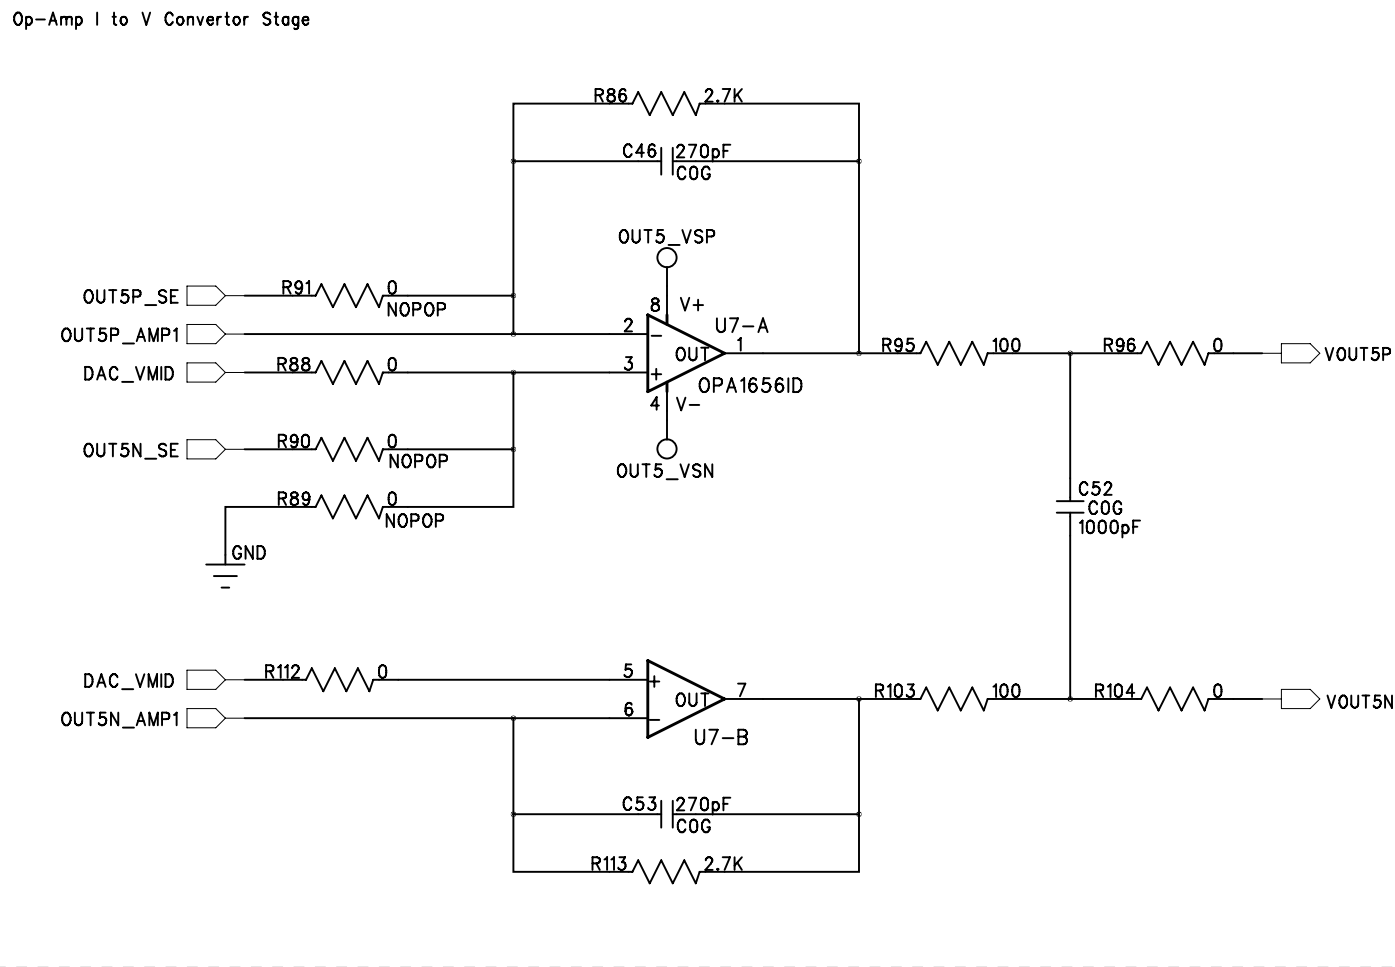 Op-Amp I to V Convertor Stage
R86 2.7K
C46 270pF
COG
OUT5_VSP
OUT5P_SE R91 0
NOPOP
8 V+
OUT5P_AMP1 2 - U7-A
OUT 1
R95 100 R96 0 VOUT5P
DAC_VMID R88 0 3 +
OPA1656ID
4 V-
OUT5N_SE R90 0
NOPOP
OUT5_VSN
R89 0
NOPOP
GND
C52
COG
1000pF
DAC_VMID R112 0 5 +
OUT 7 R103 100 R104 0 VOUT5N
OUT5N_AMP1 6 -
U7-B
C53 270pF
COG
R113 2.7K